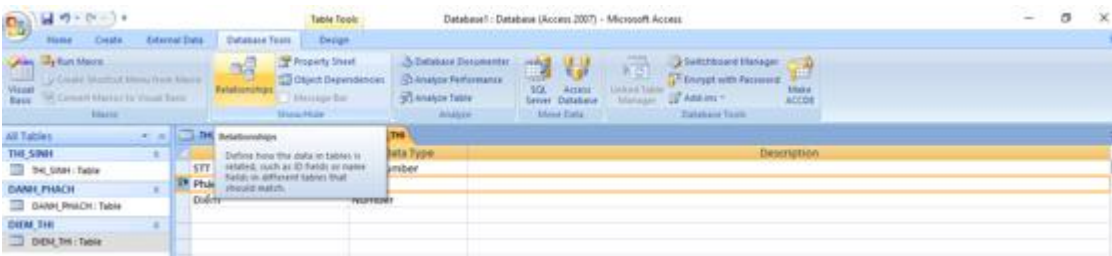 Table Tools
Database1 : Database (Access 2007) - Microsoft Access
Home Create External Data Database Tools Design
Visual Basic
Run Macro
Create Shortcut Menu from Macro
Convert Macros to Visual Basic
Macro
Relationships
Property Sheet
Object Dependencies
Message Bar
Show/Hide
Database Documenter
Analyze Performance
Analyze Table
Analyze
SQL Server
Access Database
Move Data
Linked Table Manager
Switchboard Manager
Encrypt with Password
Add-ins
Make ACCDE
Database Tools
All Tables
THI_SINH
THI_SINH : Table
DANH_PHACH
DANH_PHACH : Table
DIEM_THI
DIEM_THI : Table
Relationships
Define how the data in tables is
related, such as ID fields or name
fields in different tables that
should match.
Data Type Description
STT
Number